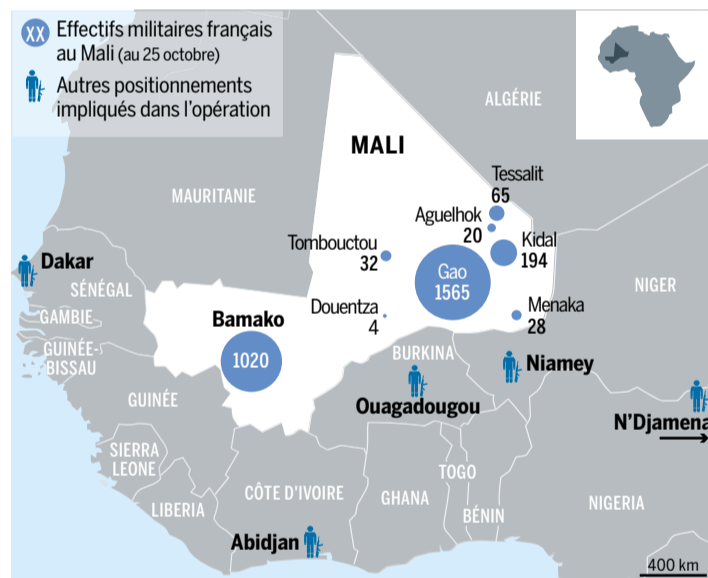 XX Effectifs militaires français
au Mali (au 25 octobre)
Autres positionnements
impliqués dans l'opération
ALGÉRIE
MALI
MAURITANIE
Tessalit
65
Aguelhok
20
Tombouctou
32
Kidal
194
Gao
1565
Dakar
SÉNÉGAL
GAMBIE
GUINÉE-
BISSAU
Bamako
1020
Douentza
4
Menaka
28
NIGER
BURKINA
Niamey
Ouagadougou
N'Djamena
GUINÉE
SIERRA
LEONE
LIBERIA
CÔTE D'IVOIRE
GHANA
TOGO
BÉNIN
NIGERIA
Abidjan
400 km